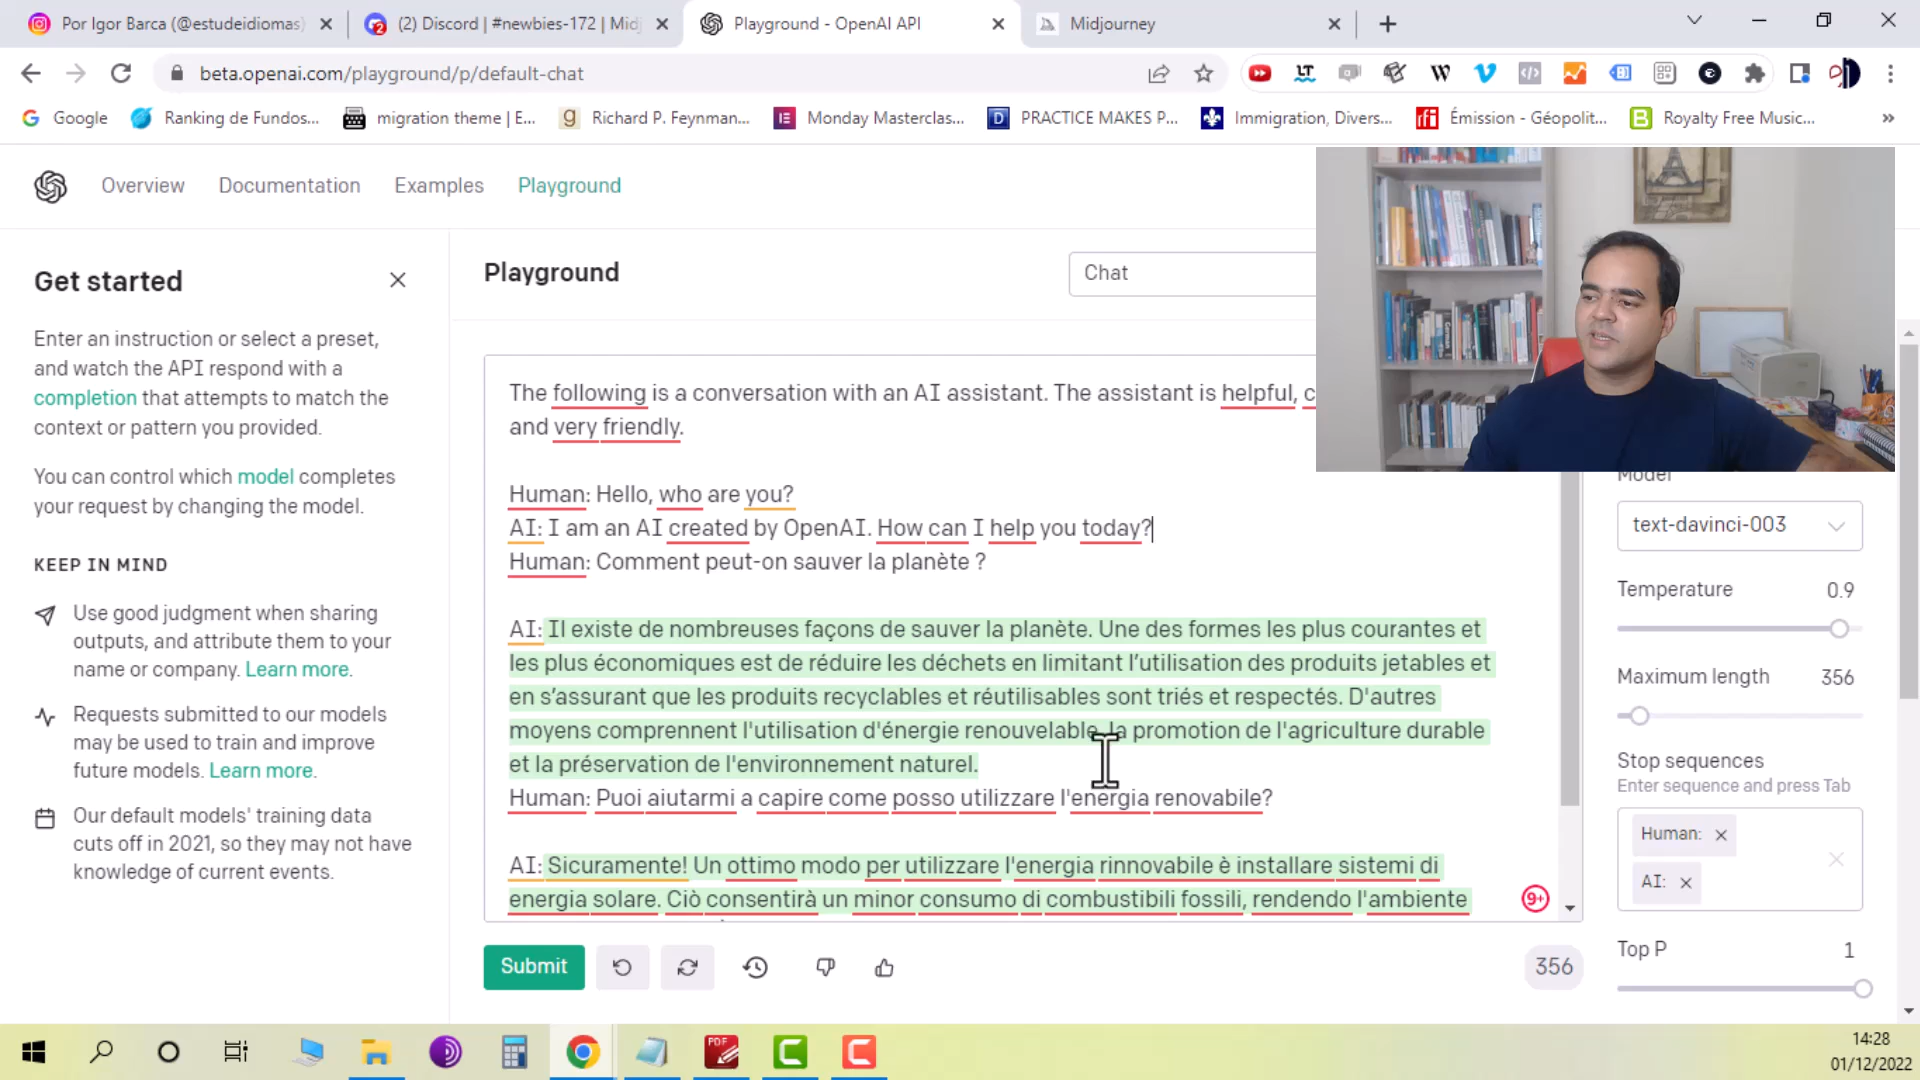 Por Igor Barca (@estudeidiomas)
(2) Discord | #newbies-172 | Midj
Playground - OpenAI API
Midjourney
beta.openai.com/playground/p/default-chat
Google
Ranking de Fundos...
migration theme | E...
Richard P. Feynman...
Monday Masterclas...
PRACTICE MAKES P...
Immigration, Divers...
Émission - Géopolit...
Royalty Free Music...
Overview
Documentation
Examples
Playground
Get started
Enter an instruction or select a preset,
and watch the API respond with a
completion that attempts to match the
context or pattern you provided.
You can control which model completes
your request by changing the model.
KEEP IN MIND
Use good judgment when sharing
outputs, and attribute them to your
name or company. Learn more.
Requests submitted to our models
may be used to train and improve
future models. Learn more.
Our default models' training data
cuts off in 2021, so they may not have
knowledge of current events.
Playground
Chat
The following is a conversation with an AI assistant. The assistant is helpful, c
and very friendly.
Human: Hello, who are you?
AI: I am an AI created by OpenAI. How can I help you today?
Human: Comment peut-on sauver la planète ?
AI: Il existe de nombreuses façons de sauver la planète. Une des formes les plus courantes et
les plus économiques est de réduire les déchets en limitant l'utilisation des produits jetables et
en s'assurant que les produits recyclables et réutilisables sont triés et respectés. D'autres
moyens comprennent l'utilisation d'énergie renouvelable, la promotion de l'agriculture durable
et la préservation de l'environnement naturel.
Human: Puoi aiutarmi a capire come posso utilizzare l'energia renovabile?
AI: Sicuramente! Un ottimo modo per utilizzare l'energia rinnovabile è installare sistemi di
energia solare. Ciò consentirà un minor consumo di combustibili fossili, rendendo l'ambiente
9+
Submit
356
Model
text-davinci-003
Temperature 0.9
Maximum length 356
Stop sequences
Enter sequence and press Tab
Human:
AI:
Top P 1
14:28
01/12/2022